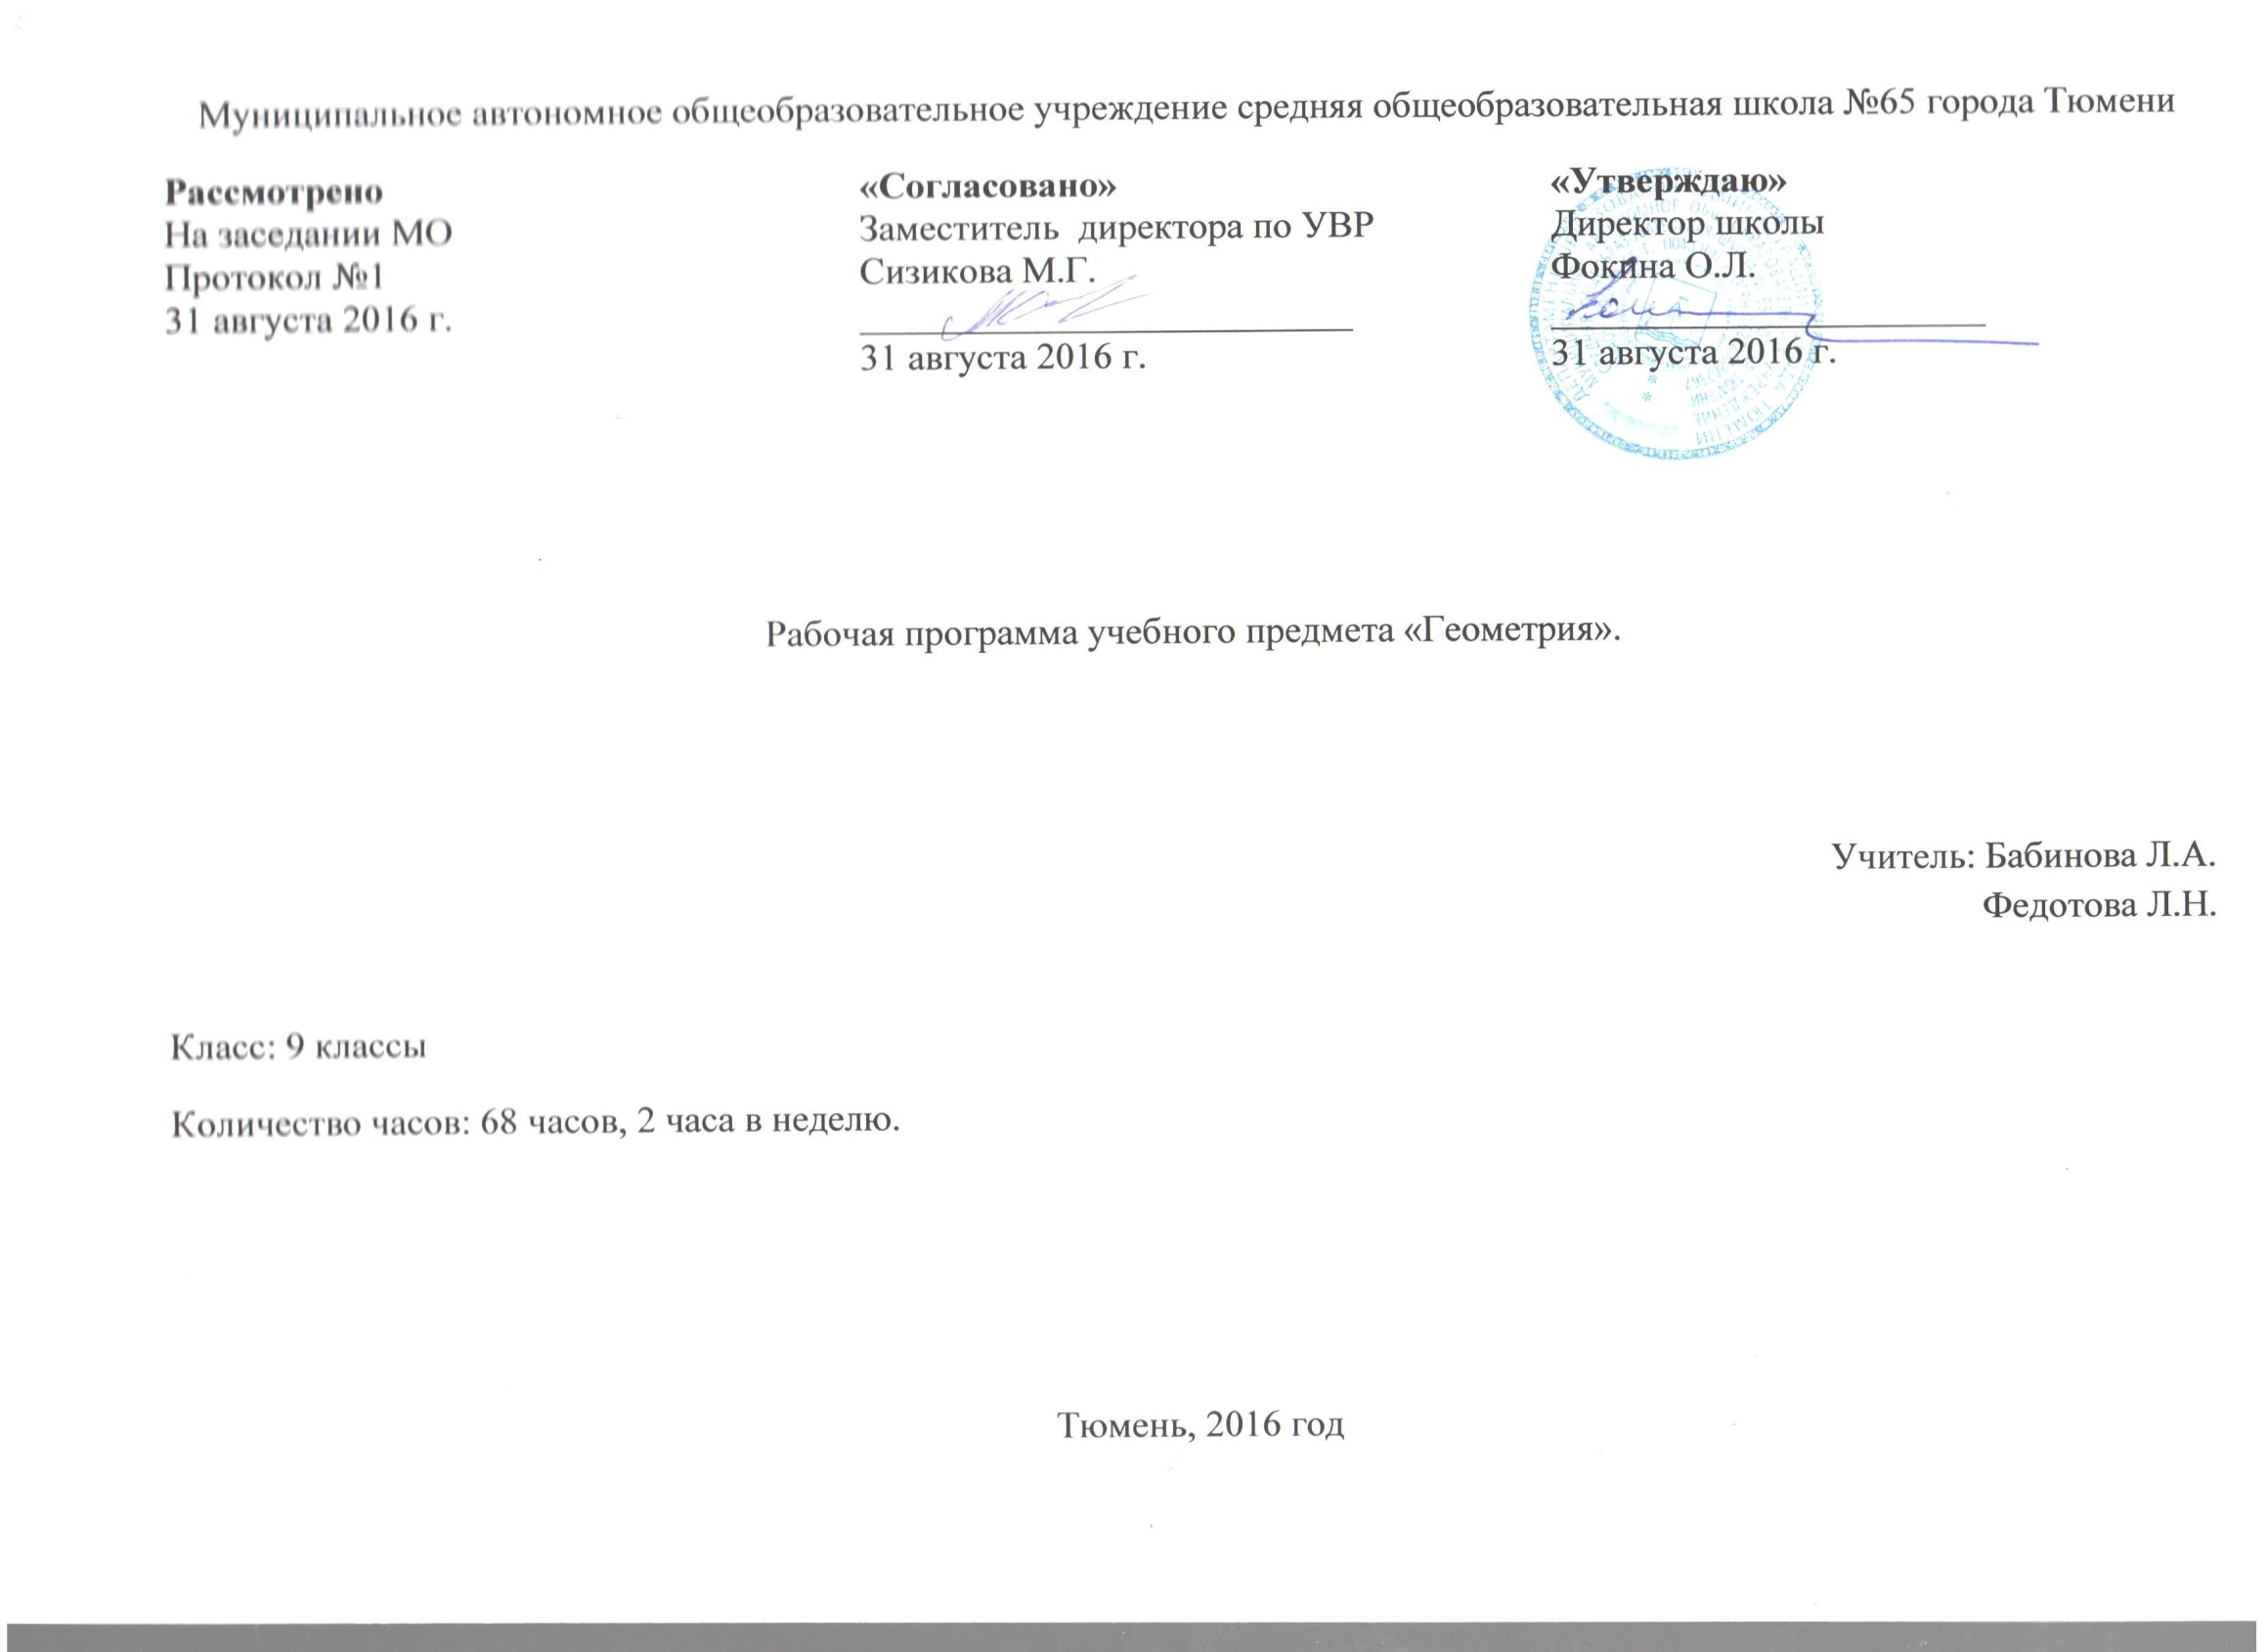 Муниципальное автономное общеобразовательное учреждение средняя общеобразовательная школа №65 города Тюмени
Рассмотрено
На заседании МО
Протокол №1
31 августа 2016 г.
«Согласовано»
Заместитель директора по УВР
Сизикова М.Г.
31 августа 2016 г.
«Утверждаю»
Директор школы
Фокина О.Л.
31 августа 2016 г.
Рабочая программа учебного предмета «Геометрия».
Учитель: Бабинова Л.А.
Федотова Л.Н.
Класс: 9 классы
Количество часов: 68 часов, 2 часа в неделю.
Тюмень, 2016 год